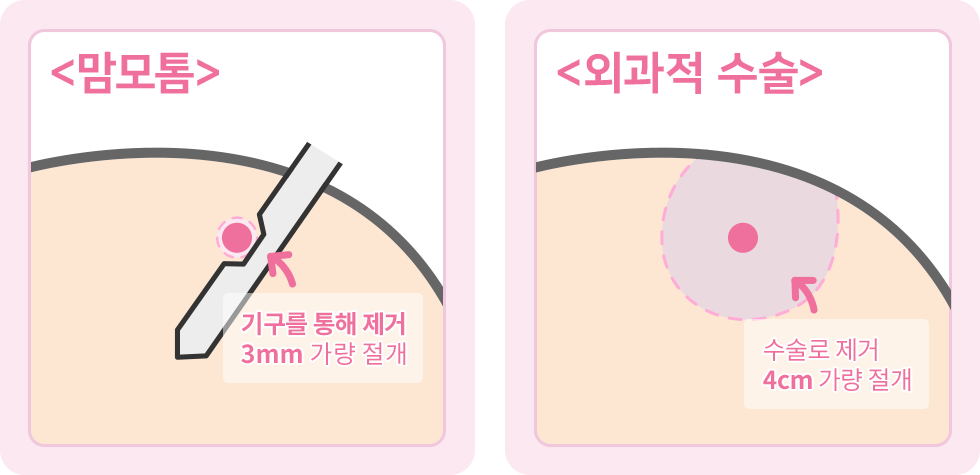 <맘모톰>
기구를 통해 제거
3mm 가량 절개
<외과적 수술>
수술로 제거
4cm 가량 절개